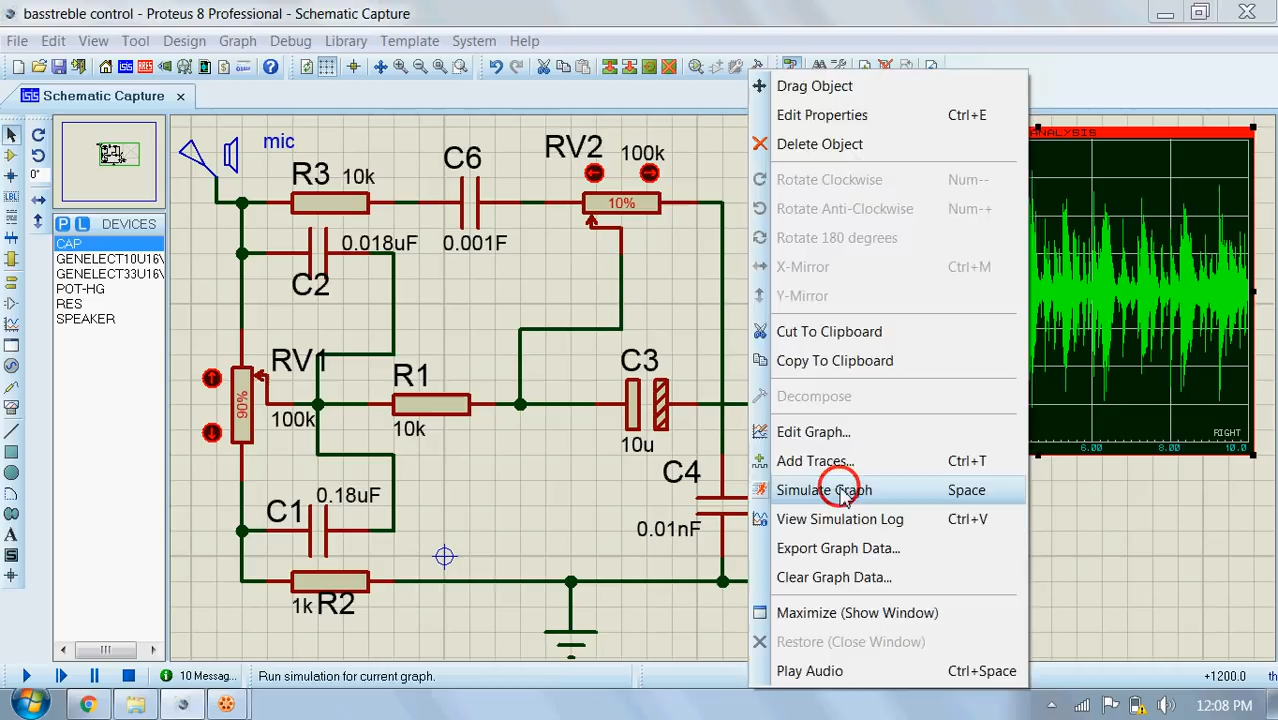 basstreble control - Proteus 8 Professional - Schematic Capture
File Edit View Tool Design Graph Debug Library Template System Help
Schematic Capture
0°
P L DEVICES
CAP
GENELECT10U16V
GENELECT33U16V
POT-HG
RES
SPEAKER
mic
R3 10k
C6
0.001F
RV2
100k
10%
0.018uF
C2
RV1
90%
100k
R1
10k
C3
10u
C4
0.01nF
C1
0.18uF
1k R2
Drag Object
Edit Properties Ctrl+E
Delete Object
Rotate Clockwise Num--
Rotate Anti-Clockwise Num-+
Rotate 180 degrees
X-Mirror Ctrl+M
Y-Mirror
Cut To Clipboard
Copy To Clipboard
Decompose
Edit Graph...
Add Traces... Ctrl+T
Simulate Graph Space
View Simulation Log Ctrl+V
Export Graph Data...
Clear Graph Data...
Maximize (Show Window)
Restore (Close Window)
Play Audio Ctrl+Space
ANALYSIS
RIGHT
6.00 8.00 10.0
10 Messag...
Run simulation for current graph.
+1200.0 th
12:08 PM